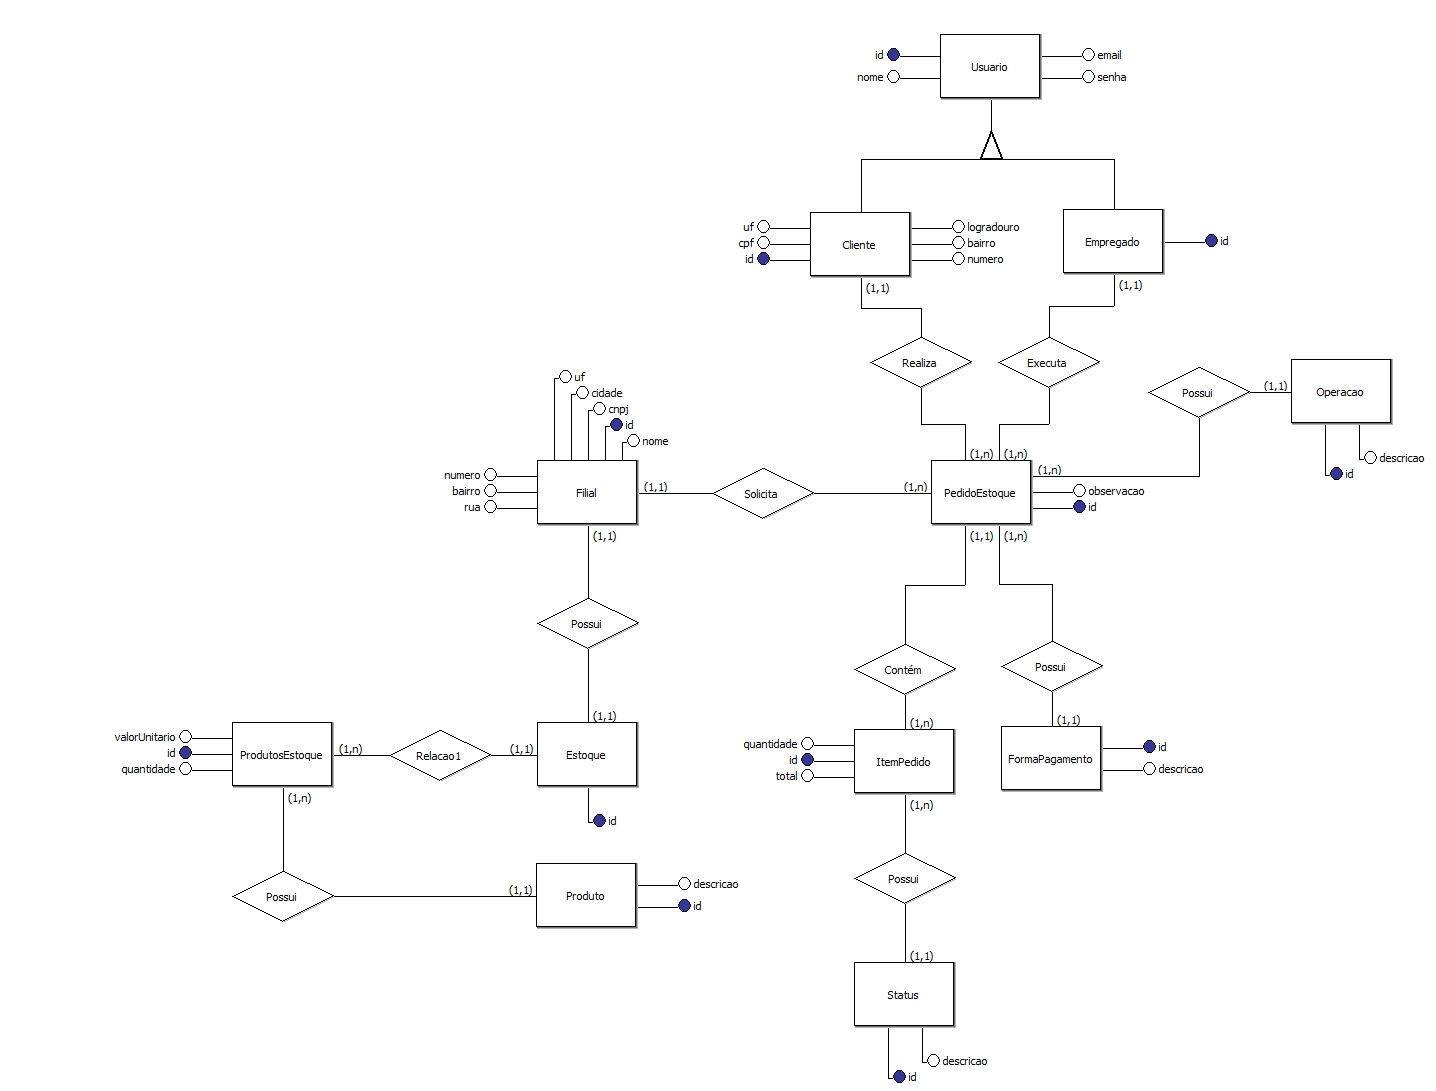 id
email
Usuario
nome
senha
uf
logradouro
cpf
Cliente
bairro
Empregado
id
id
numero
(1,1)
(1,1)
Realiza
Executa
uf
cidade
cnpj
id
nome
Possui
(1,1)
Operacao
descricao
id
(1,n)
(1,n)
(1,n)
numero
bairro
rua
Filial
(1,1)
Solicita
(1,n)
PedidoEstoque
observacao
id
(1,1)
(1,1)
(1,n)
Possui
Contém
Possui
(1,1)
(1,n)
(1,1)
valorUnitario
id
quantidade
ProdutosEstoque
(1,n)
Relacao1
(1,1)
Estoque
quantidade
id
total
ItemPedido
FormaPagamento
id
descricao
(1,n)
(1,n)
id
Possui
(1,1)
Produto
descricao
id
Possui
(1,1)
Status
descricao
id